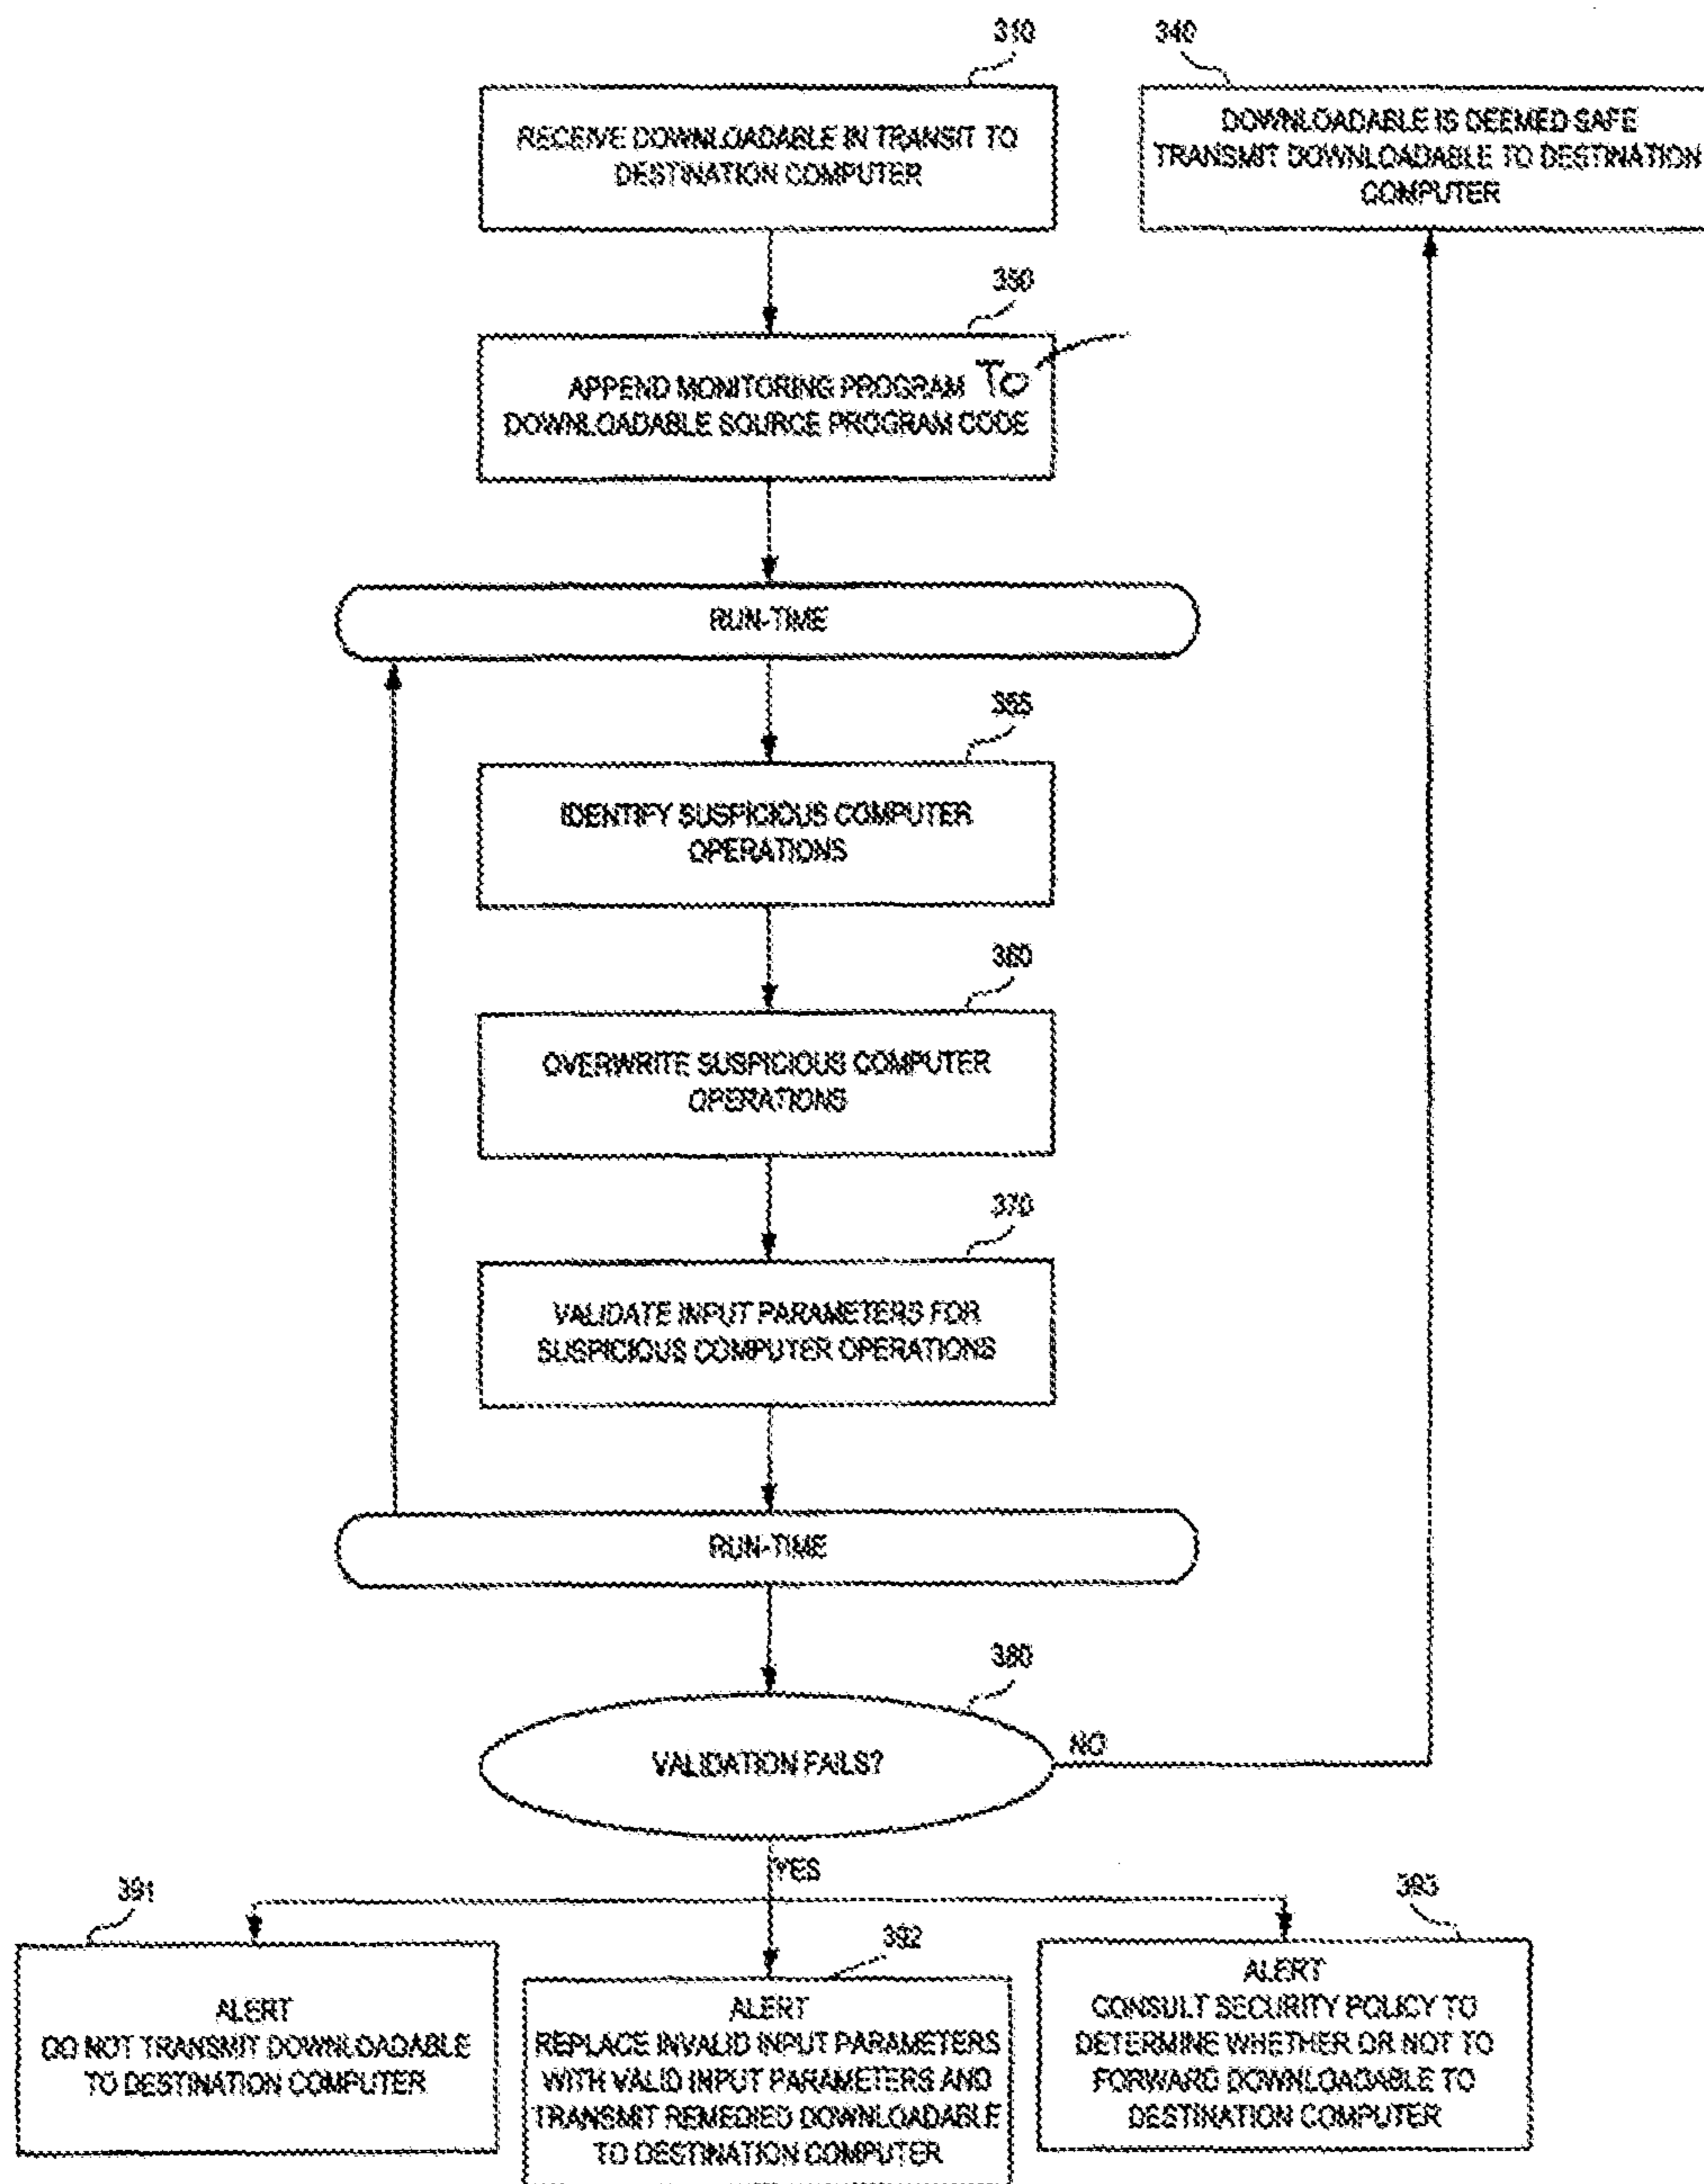 310
RECEIVE DOWNLOADABLE IN TRANSIT TO
DESTINATION COMPUTER
340
DOWNLOADABLE IS DEEMED SAFE
TRANSMIT DOWNLOADABLE TO DESTINATION
COMPUTER
350
APPEND MONITORING PROGRAM TO
DOWNLOADABLE SOURCE PROGRAM CODE
RUN-TIME
IDENTIFY SUSPICIOUS COMPUTER
OPERATIONS
OVERWRITE SUSPICIOUS COMPUTER
OPERATIONS
370
VALIDATE INPUT PARAMETERS FOR
SUSPICIOUS COMPUTER OPERATIONS
RUN-TIME
380
VALIDATION FAILS?
NO
YES
391
ALERT
DO NOT TRANSMIT DOWNLOADABLE
TO DESTINATION COMPUTER
392
ALERT
REPLACE INVALID INPUT PARAMETERS
WITH VALID INPUT PARAMETERS AND
TRANSMIT REMEDIED DOWNLOADABLE
TO DESTINATION COMPUTER
393
ALERT
CONSULT SECURITY POLICY TO
DETERMINE WHETHER OR NOT TO
FORWARD DOWNLOADABLE TO
DESTINATION COMPUTER